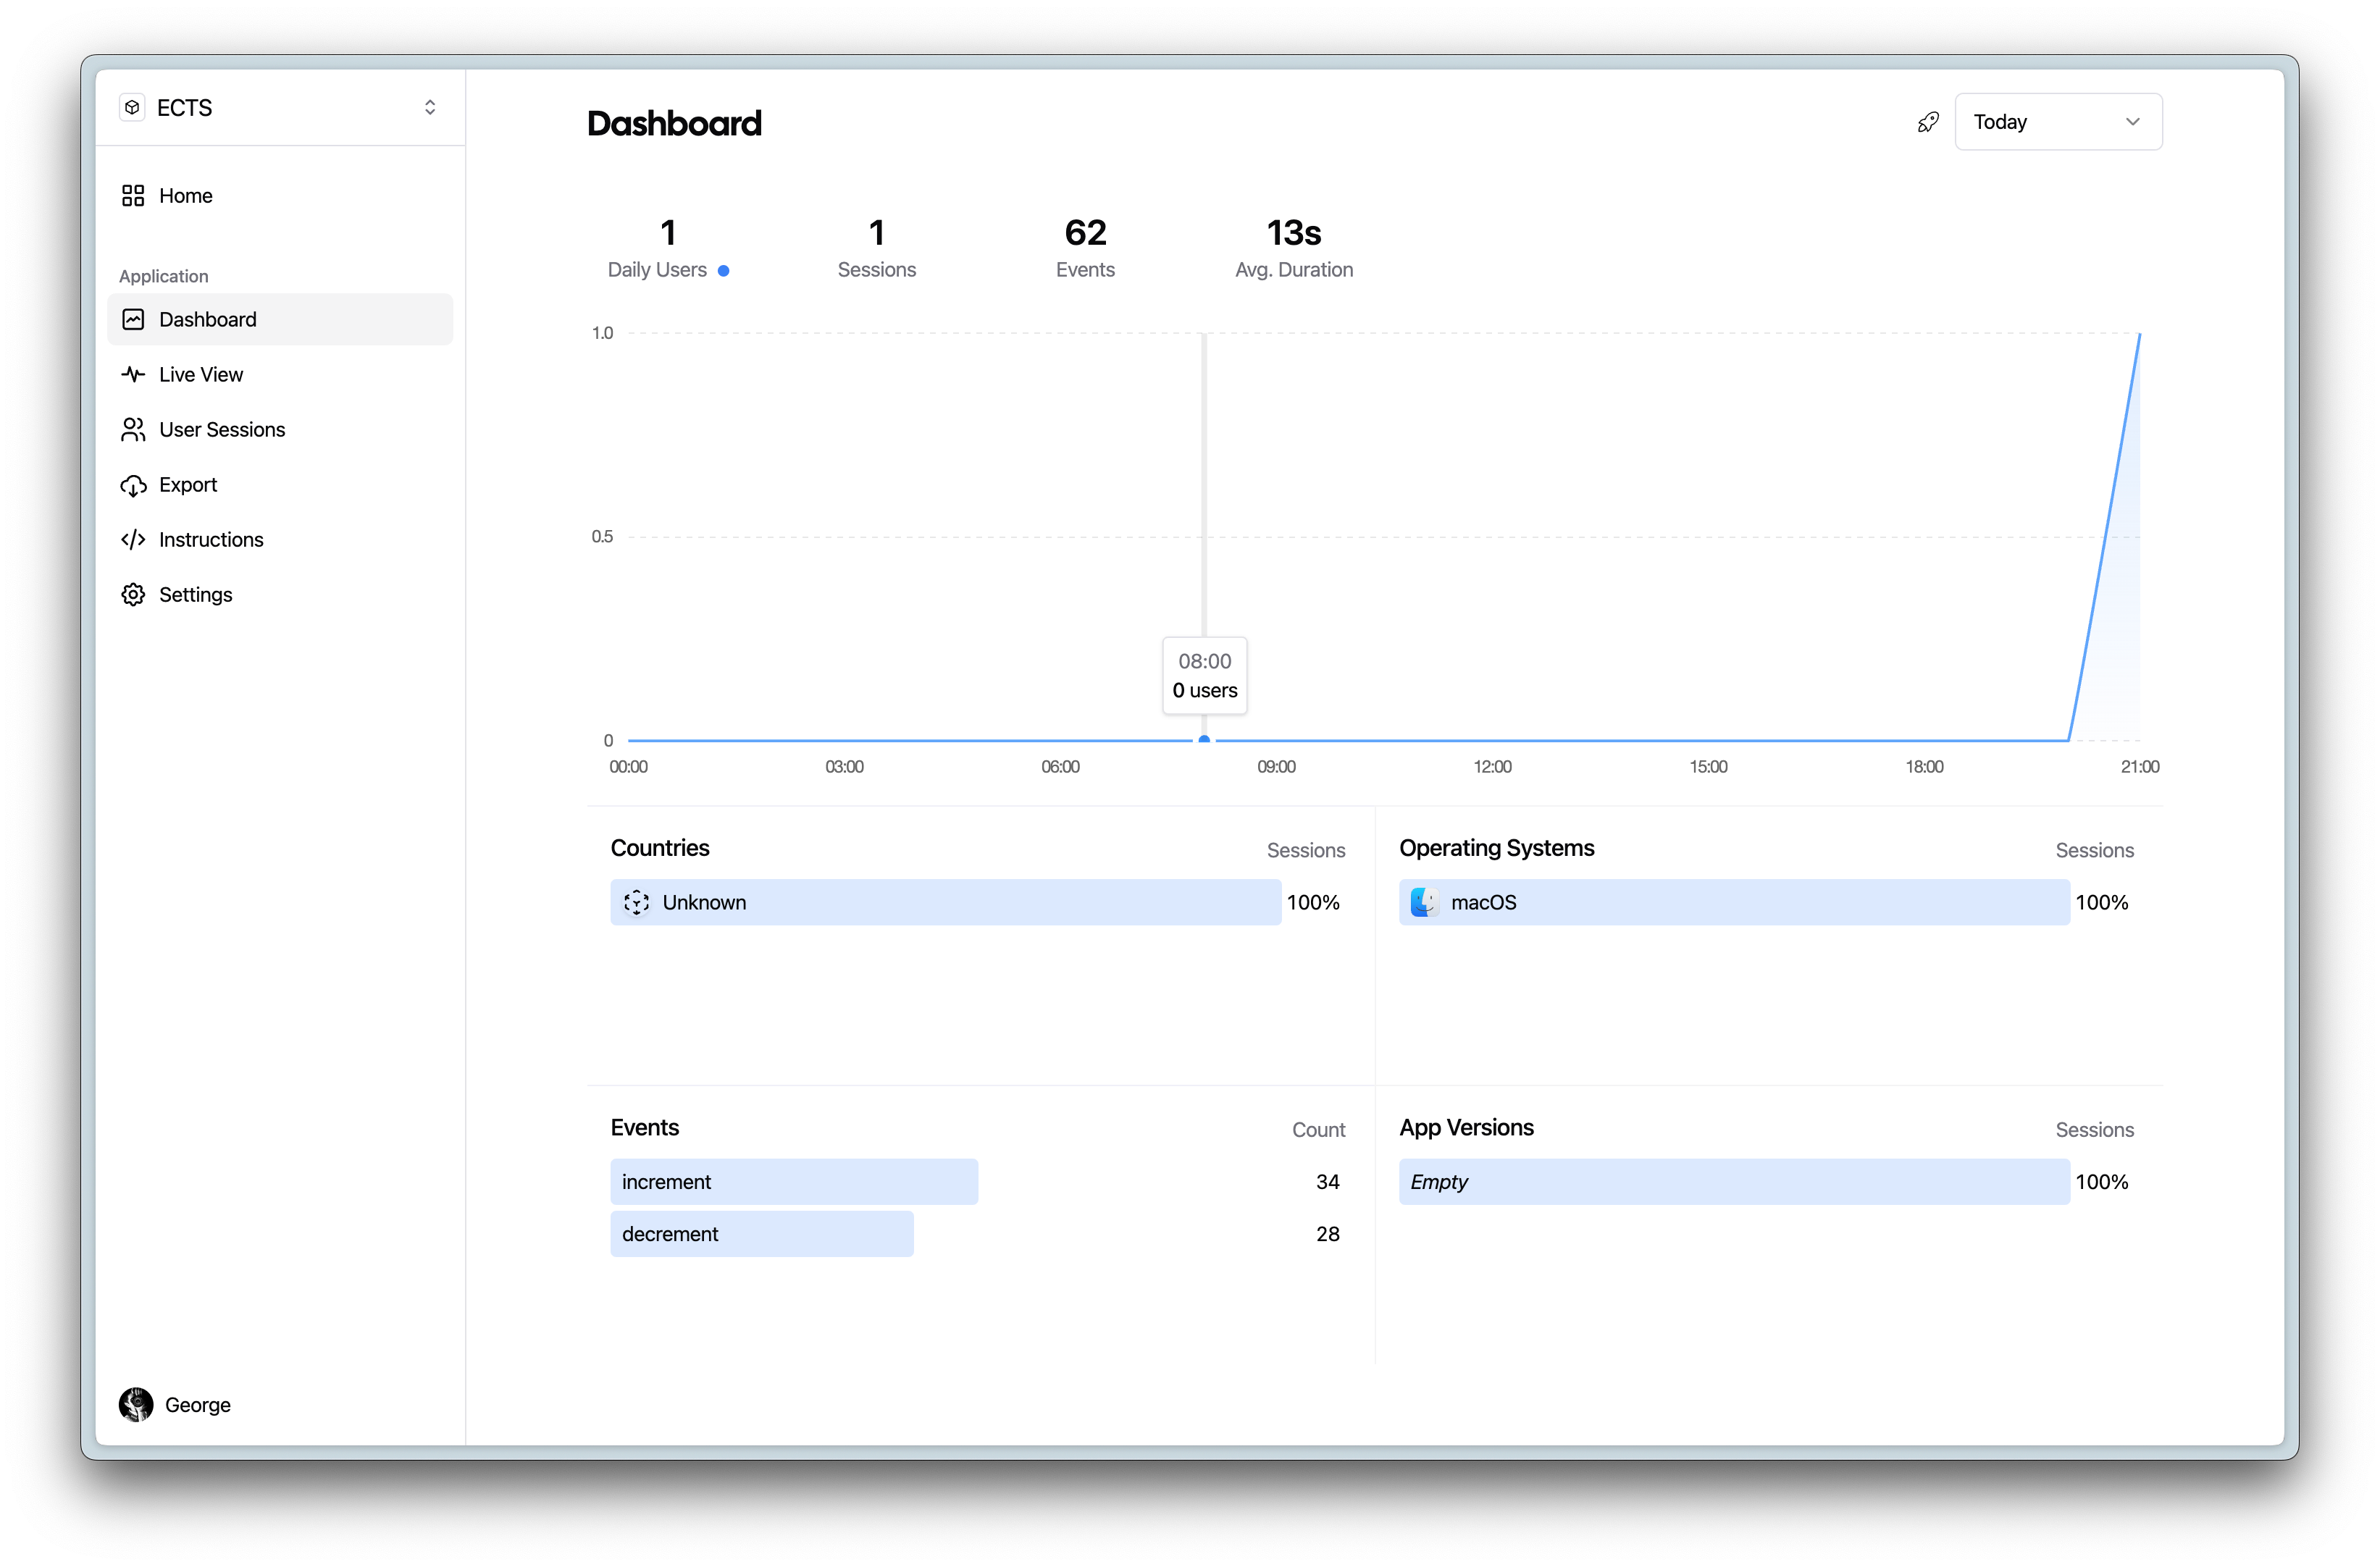 ECTS
Home
Application
Dashboard
Live View
User Sessions
Export
Instructions
Settings
George
Dashboard
Today
1
Daily Users
1
Sessions
62
Events
13s
Avg. Duration
1.0
0.5
0
08:00
0 users
00:00 03:00 06:00 09:00 12:00 15:00 18:00 21:00
Countries Sessions
Unknown 100%
Operating Systems Sessions
macOS 100%
Events Count
increment 34
decrement 28
App Versions Sessions
Empty 100%